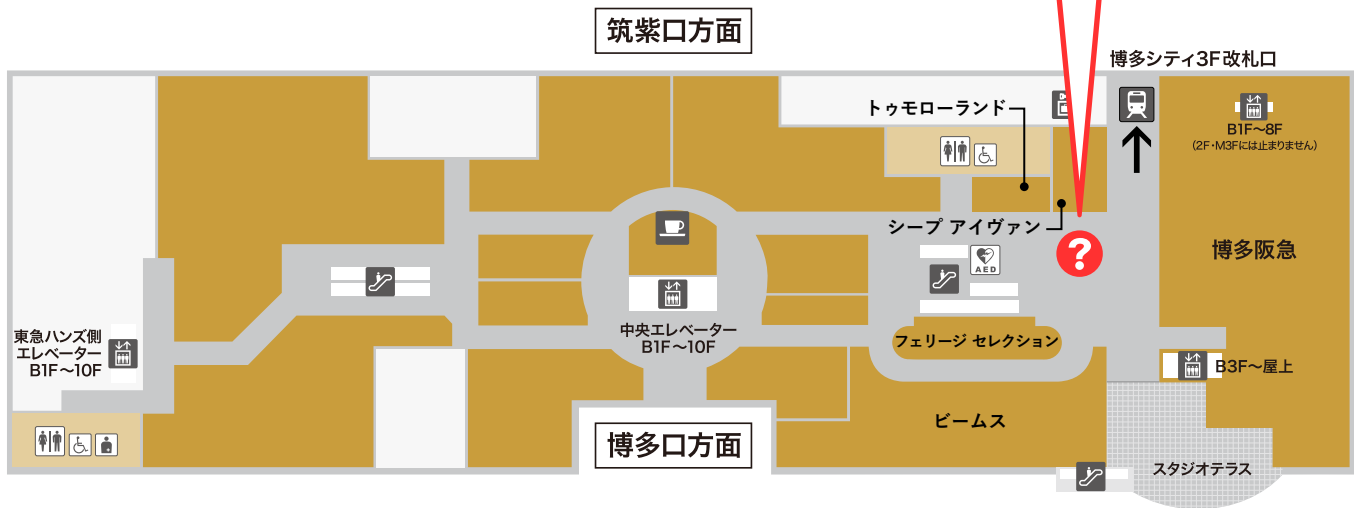 筑紫口方面
博多シティ3F改札口
トゥモローランド
B1F～8F
(2F・M3Fには止まりません)
シープ アイヴァン
?
博多阪急
AED
東急ハンズ側
エレベーター
B1F～10F
中央エレベーター
B1F～10F
フェリージ セレクション
B3F～屋上
ビームス
博多口方面
スタジオテラス